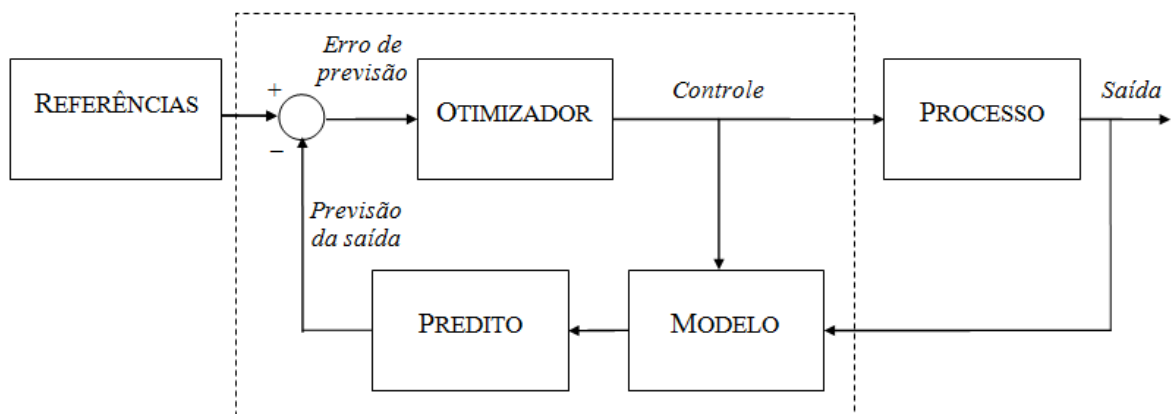 Erro de
previsão
REFERÊNCIAS
+
−
OTIMIZADOR
Controle
PROCESSO
Saída
Previsão
da saída
PREDITO
MODELO